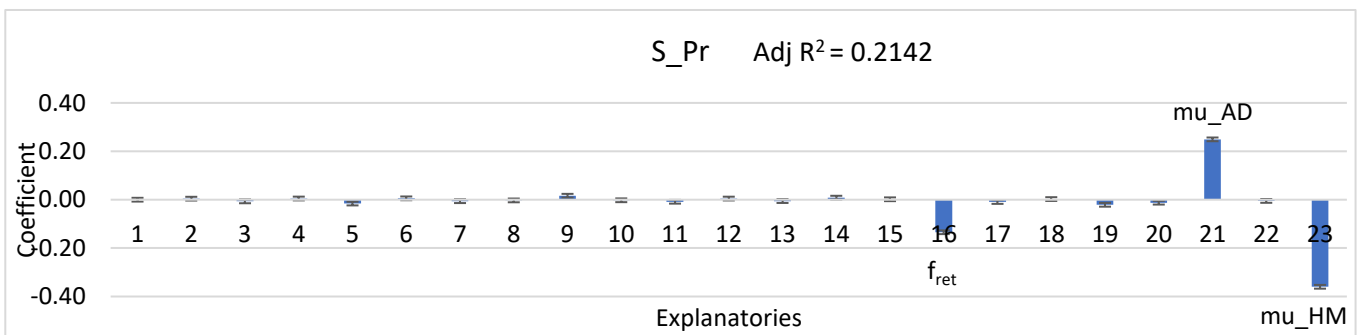 S_Pr Adj R² = 0.2142
0.40
0.20
0.00
-0.20
-0.40
Coefficient
mu_AD
1 2 3 4 5 6 7 8 9 10 11 12 13 14 15 16 17 18 19 20 21 22 23
f_ret
mu_HM
Explanatories